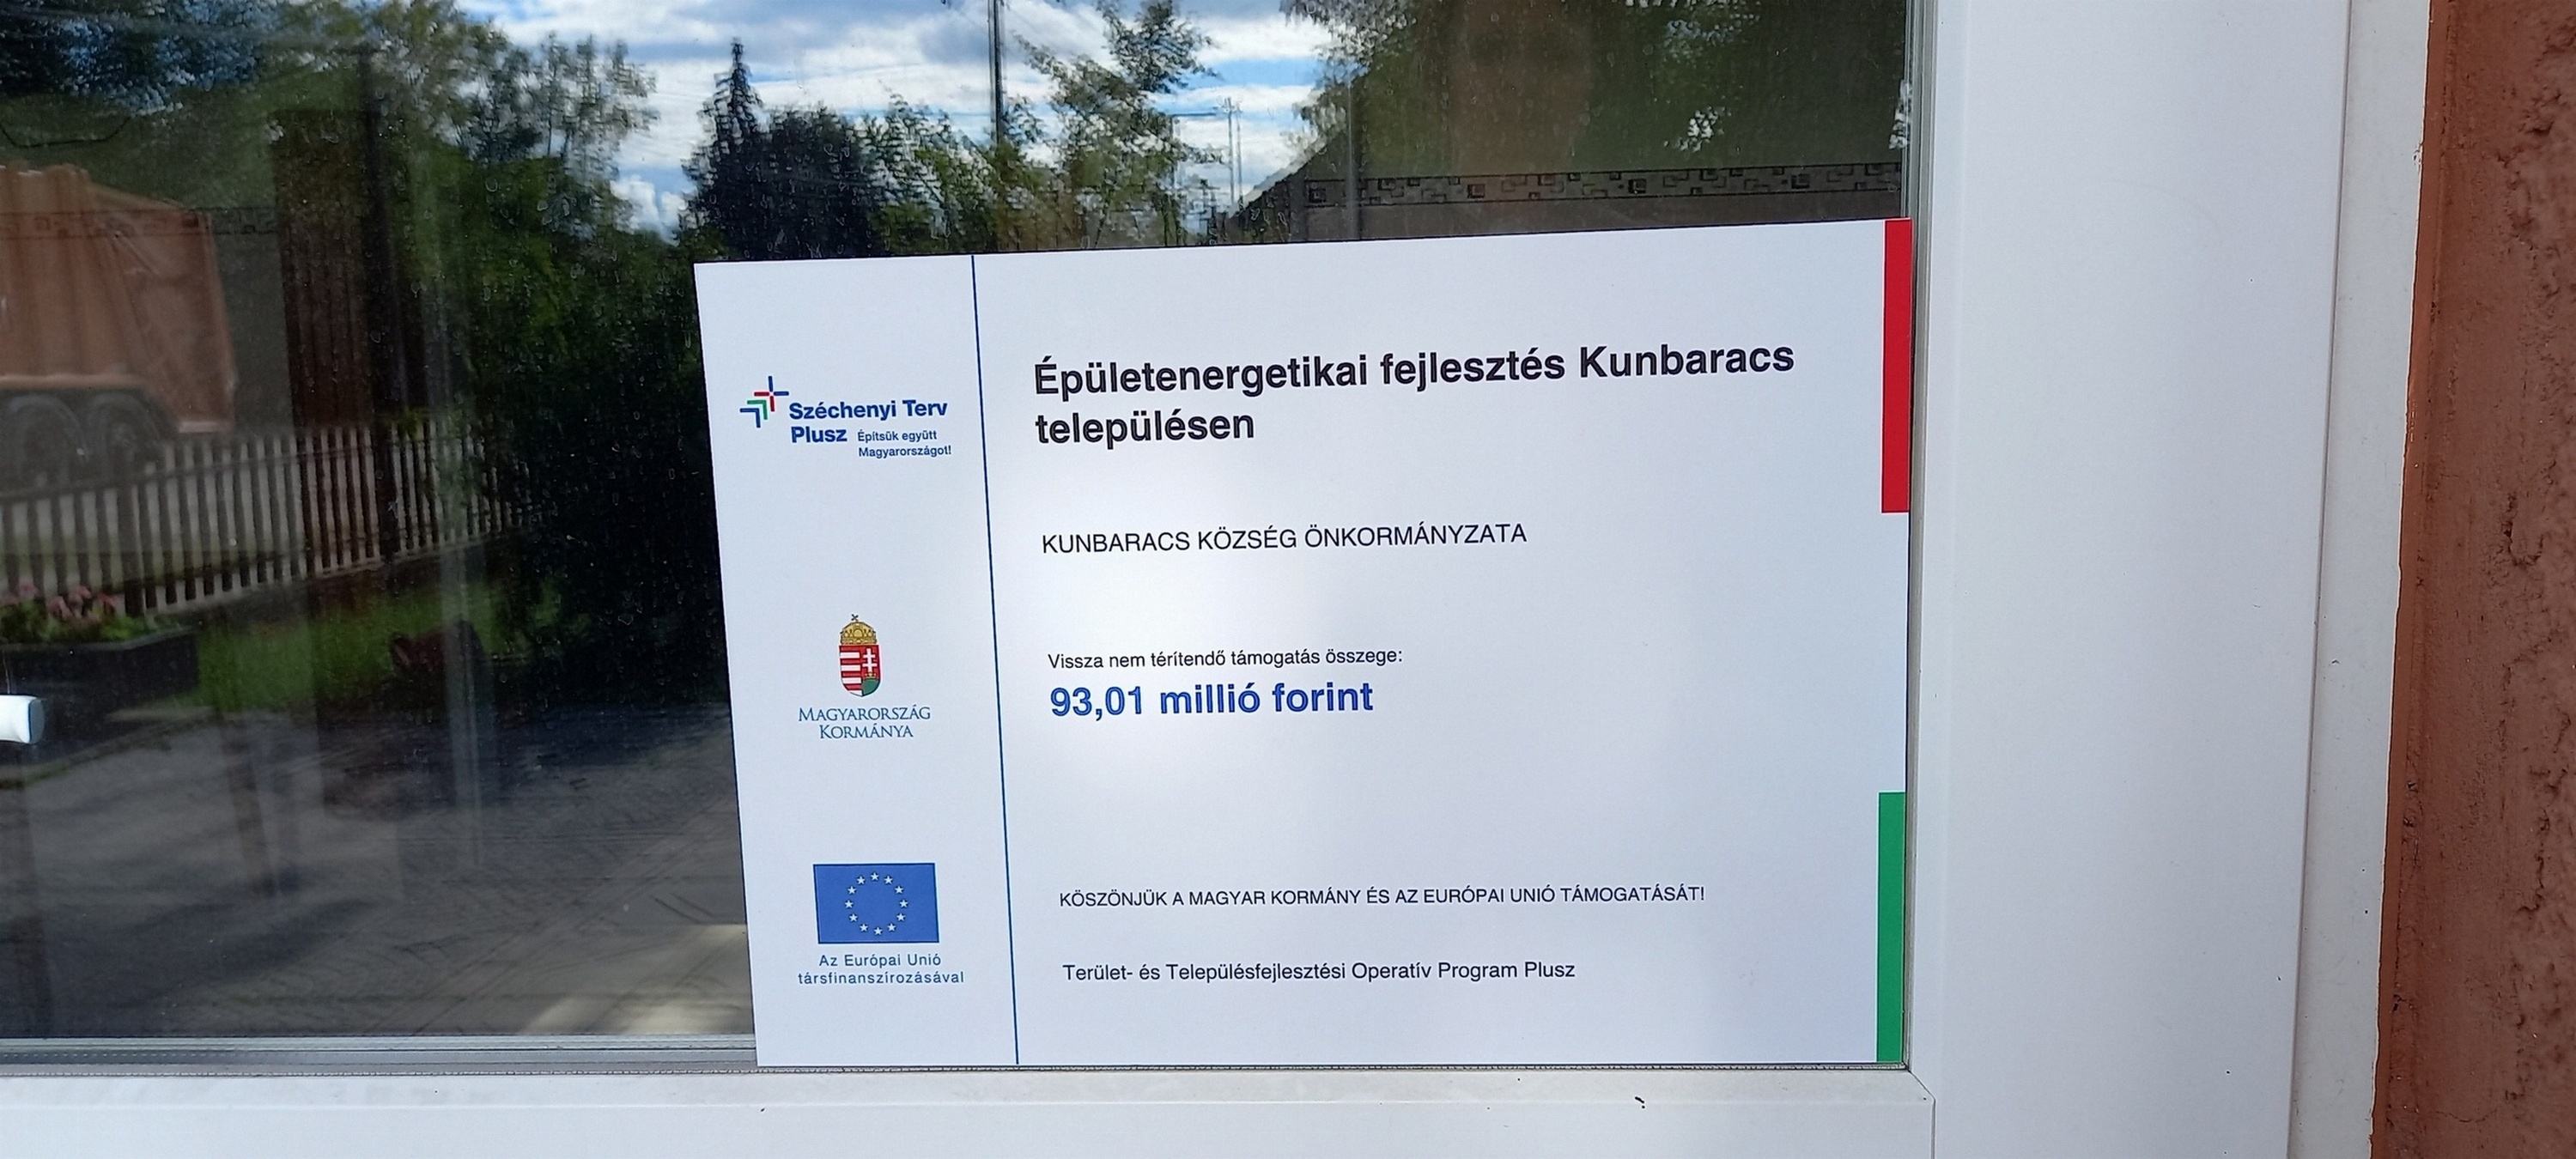 Széchenyi Terv
Plusz Építsük együtt
Magyarországot!
MAGYARORSZÁG
KORMÁNYA
Az Európai Unió
társfinanszírozásával
Épületenergetikai fejlesztés Kunbaracs
településen
KUNBARACS KÖZSÉG ÖNKORMÁNYZATA
Vissza nem térítendő támogatás összege:
93,01 millió forint
KÖSZÖNJÜK A MAGYAR KORMÁNY ÉS AZ EURÓPAI UNIÓ TÁMOGATÁSÁT!
Terület- és Településfejlesztési Operatív Program Plusz